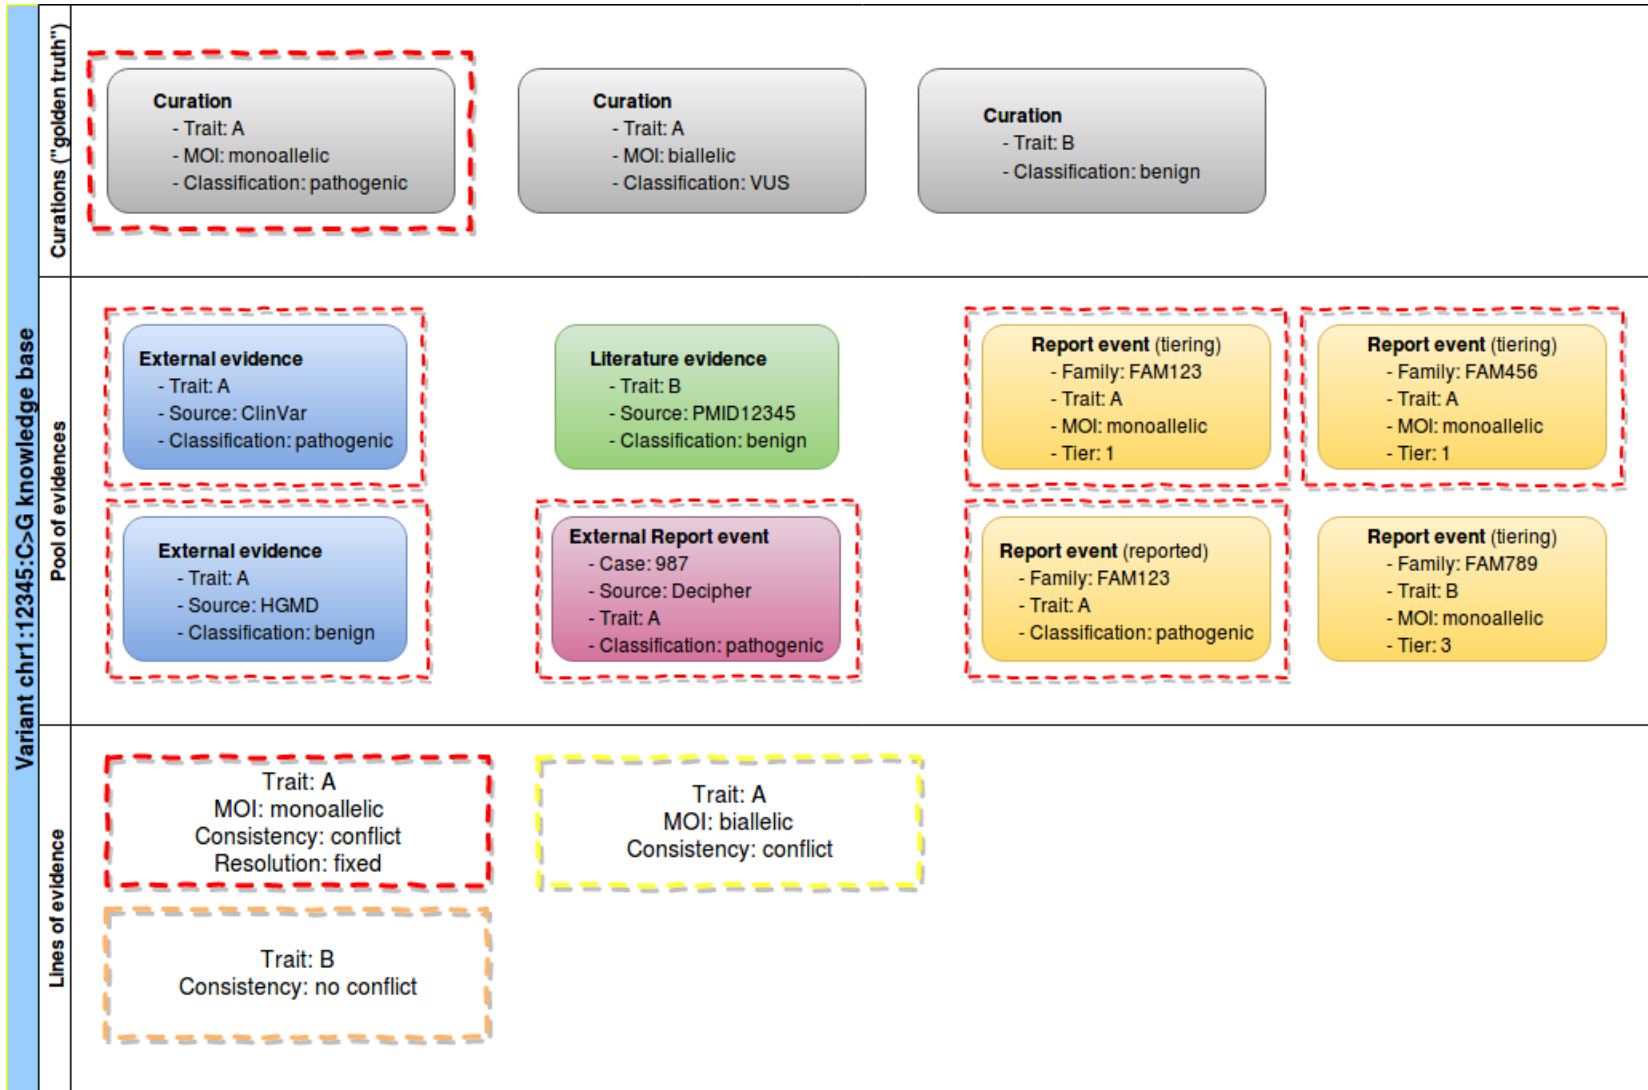 Variant chr1:12345:C>G knowledge base
Curations ("golden truth")
Curation
- Trait: A
- MOI: monoallelic
- Classification: pathogenic
Curation
- Trait: A
- MOI: biallelic
- Classification: VUS
Curation
- Trait: B
- Classification: benign
Pool of evidences
External evidence
- Trait: A
- Source: ClinVar
- Classification: pathogenic
Literature evidence
- Trait: B
- Source: PMID12345
- Classification: benign
Report event (tiering)
- Family: FAM123
- Trait: A
- MOI: monoallelic
- Tier: 1
Report event (tiering)
- Family: FAM456
- Trait: A
- MOI: monoallelic
- Tier: 1
External evidence
- Trait: A
- Source: HGMD
- Classification: benign
External Report event
- Case: 987
- Source: Decipher
- Trait: A
- Classification: pathogenic
Report event (reported)
- Family: FAM123
- Trait: A
- Classification: pathogenic
Report event (tiering)
- Family: FAM789
- Trait: B
- MOI: monoallelic
- Tier: 3
Lines of evidence
Trait: A
MOI: monoallelic
Consistency: conflict
Resolution: fixed
Trait: A
MOI: biallelic
Consistency: conflict
Trait: B
Consistency: no conflict